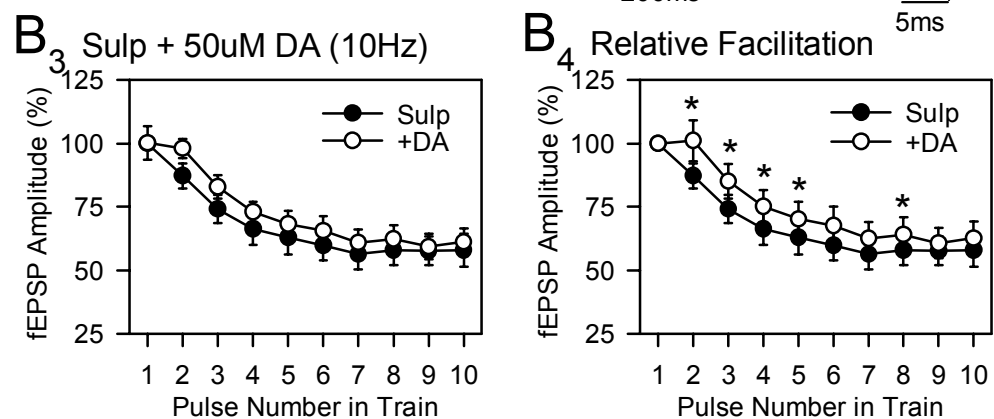 200ms
5ms
B3 Sulp + 50uM DA (10Hz)
fEPSP Amplitude (%)
125
100
75
50
25
Sulp
+DA
1 2 3 4 5 6 7 8 9 10
Pulse Number in Train
B4 Relative Facilitation
fEPSP Amplitude (%)
125
100
75
50
25
* * * * *
Sulp
+DA
1 2 3 4 5 6 7 8 9 10
Pulse Number in Train